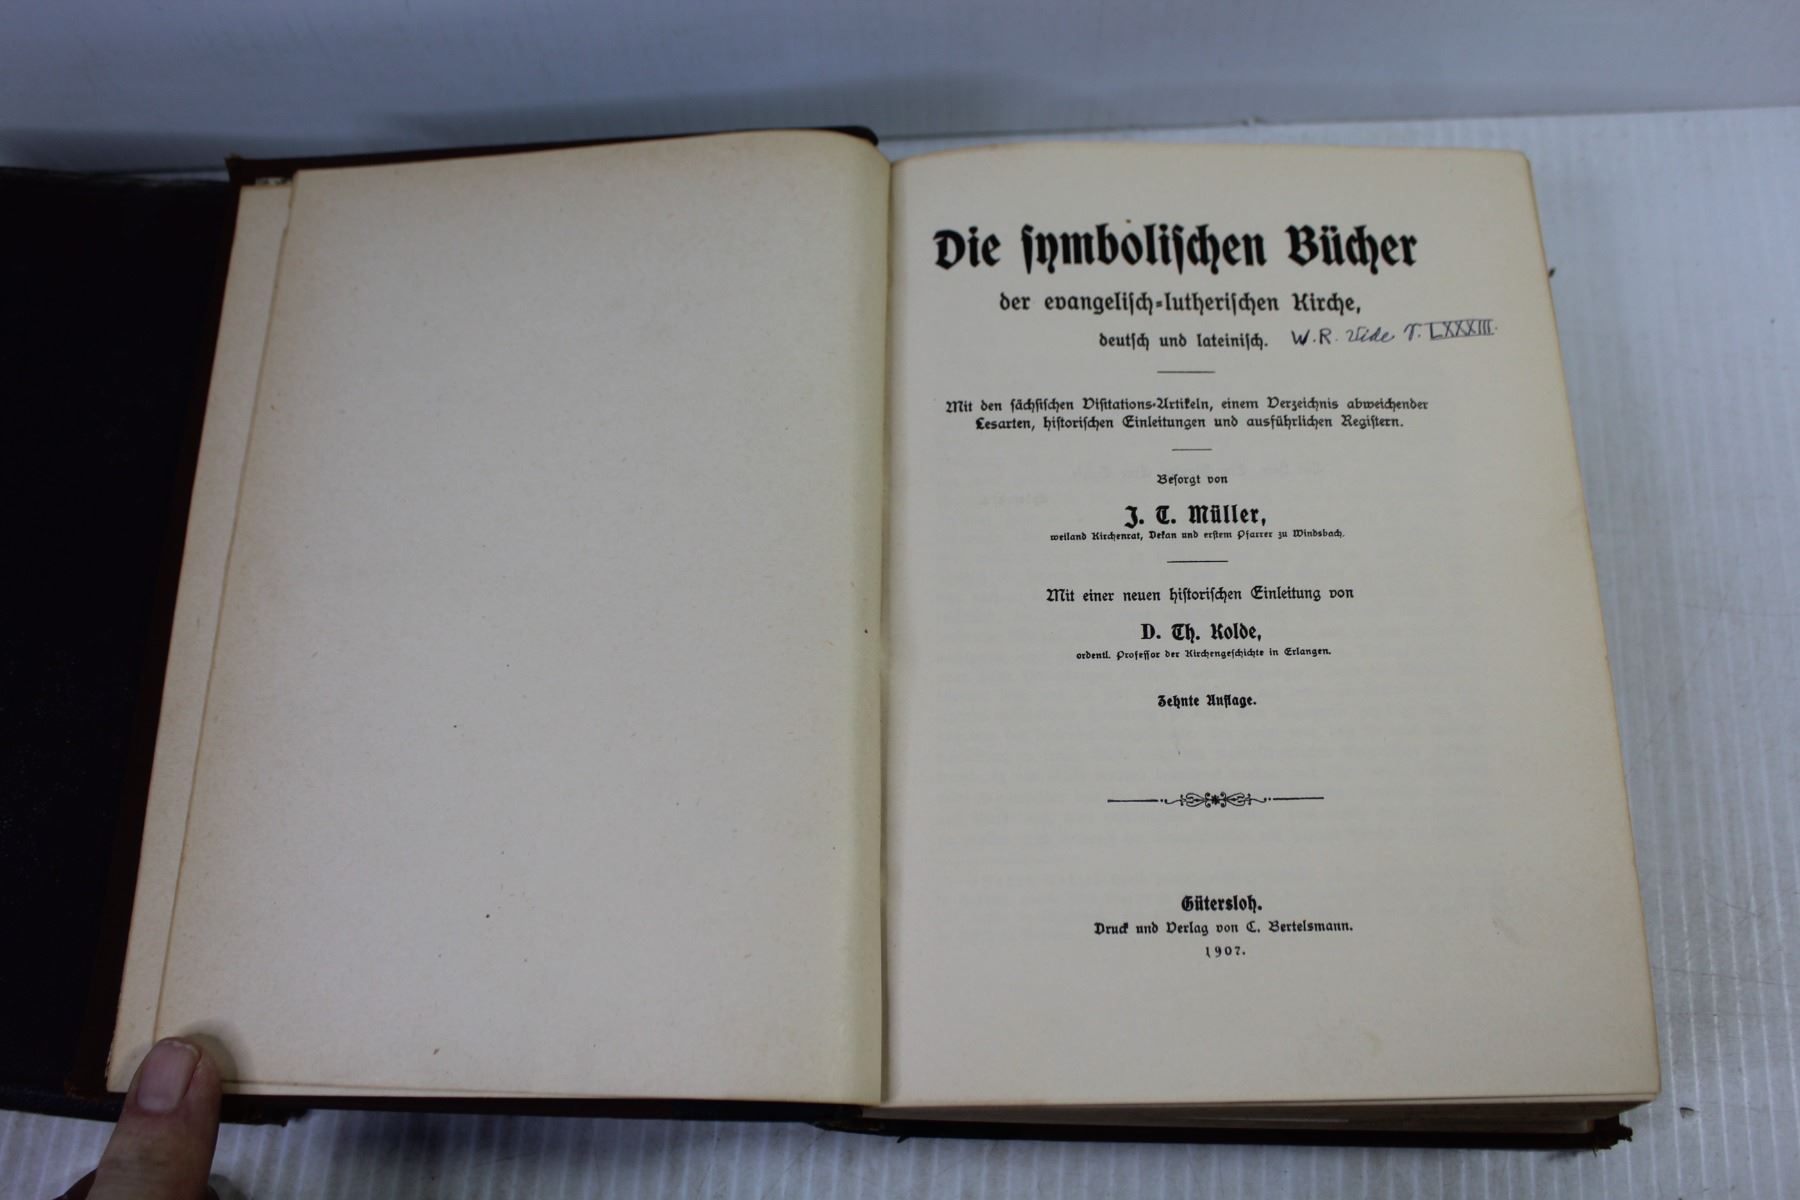 Die symbolischen Bücher
der evangelisch-lutherischen Kirche,
deutsch und lateinisch. W. R. Vide T. LXXXIII.
Mit den sächsischen Visitations-Artikeln, einem Verzeichnis abweichender
Lesarten, historischen Einleitungen und ausführlichen Registern.
Besorgt von
J. T. Müller,
weiland Kirchenrat, Dekan und erstem Pfarrer zu Windsbach.
Mit einer neuen historischen Einleitung von
D. Th. Kolde,
ordentl. Professor der Kirchengeschichte in Erlangen.
Zehnte Auflage.
Gütersloh.
Druck und Verlag von C. Bertelsmann.
1907.